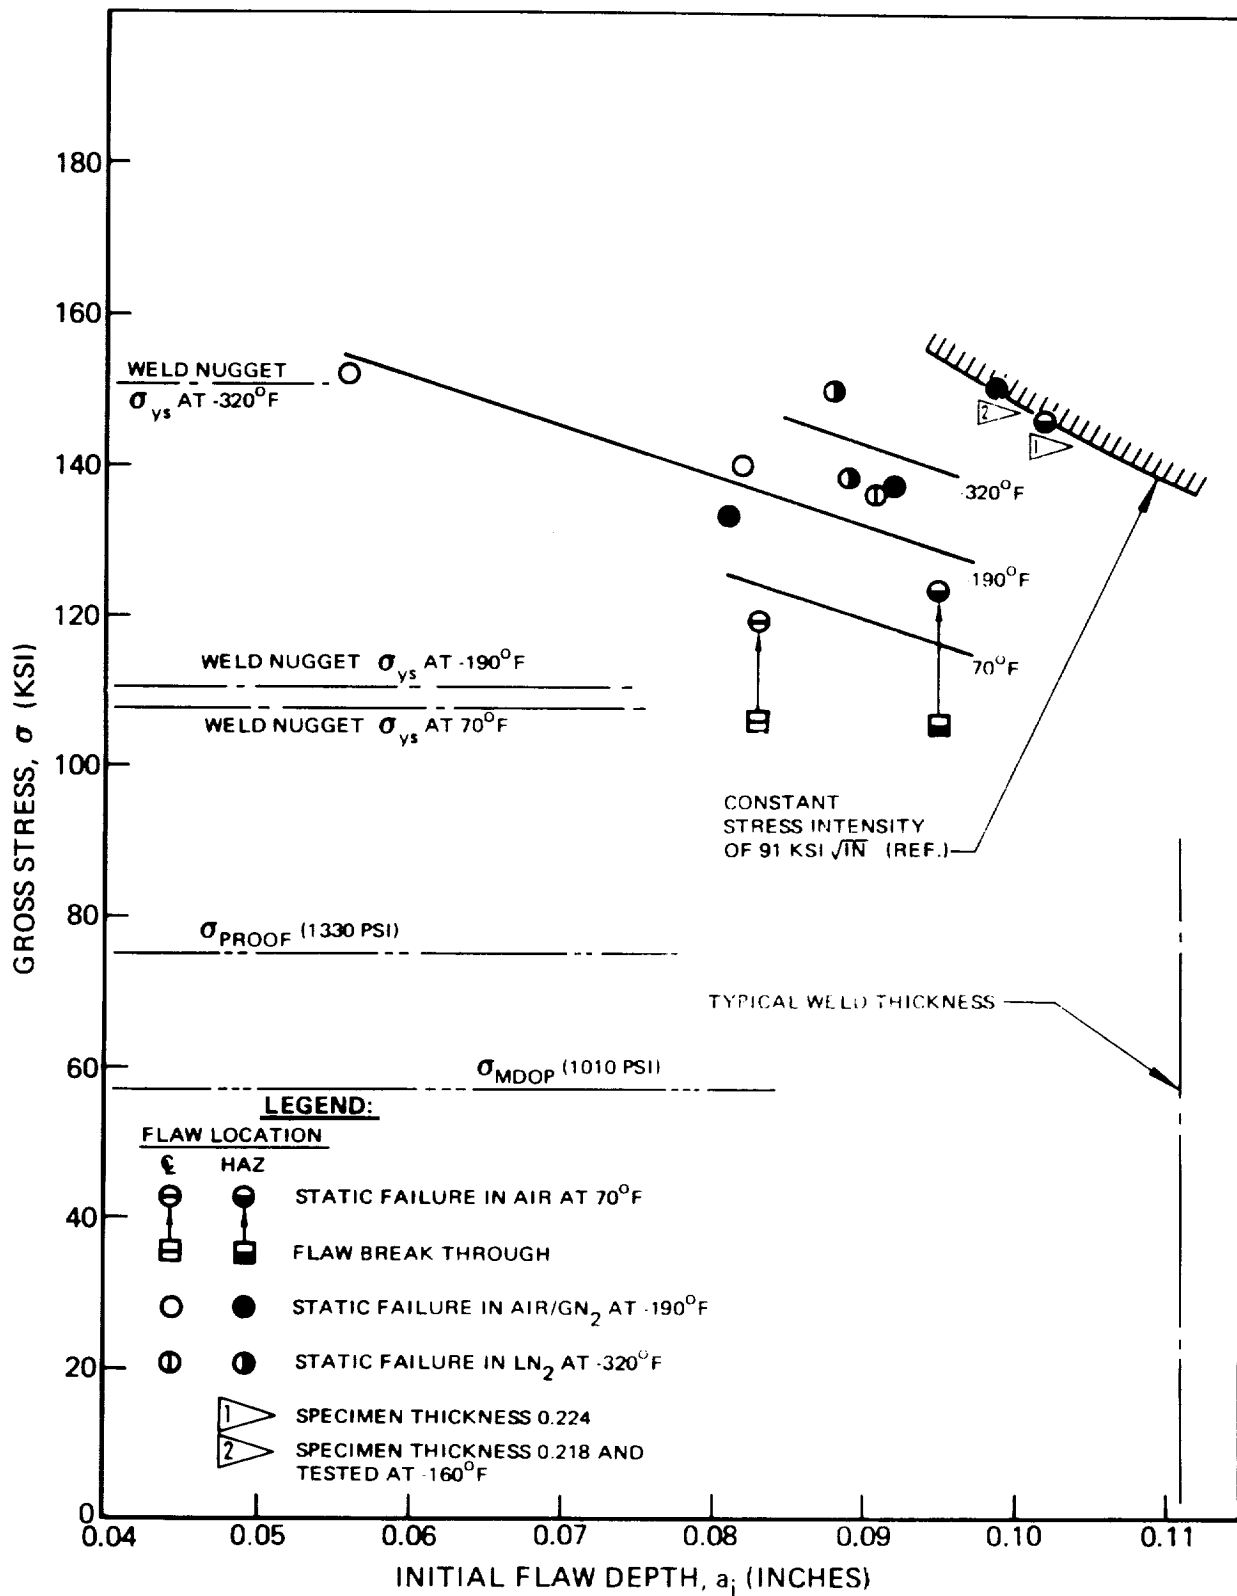 GROSS STRESS, σ (KSI)
180
160
140
120
100
80
60
40
20
0
WELD NUGGET
σys AT -320°F
WELD NUGGET σys AT -190°F
WELD NUGGET σys AT 70°F
σPROOF (1330 PSI)
σMDOP (1010 PSI)
2
1
-320°F
-190°F
70°F
CONSTANT
STRESS INTENSITY
OF 91 KSI √IN (REF.)
TYPICAL WELD THICKNESS
LEGEND:
FLAW LOCATION
℄ HAZ
STATIC FAILURE IN AIR AT 70°F
FLAW BREAK THROUGH
STATIC FAILURE IN AIR/GN2 AT -190°F
STATIC FAILURE IN LN2 AT -320°F
1 SPECIMEN THICKNESS 0.224
2 SPECIMEN THICKNESS 0.218 AND
TESTED AT -160°F
0.04 0.05 0.06 0.07 0.08 0.09 0.10 0.11
INITIAL FLAW DEPTH, ai (INCHES)